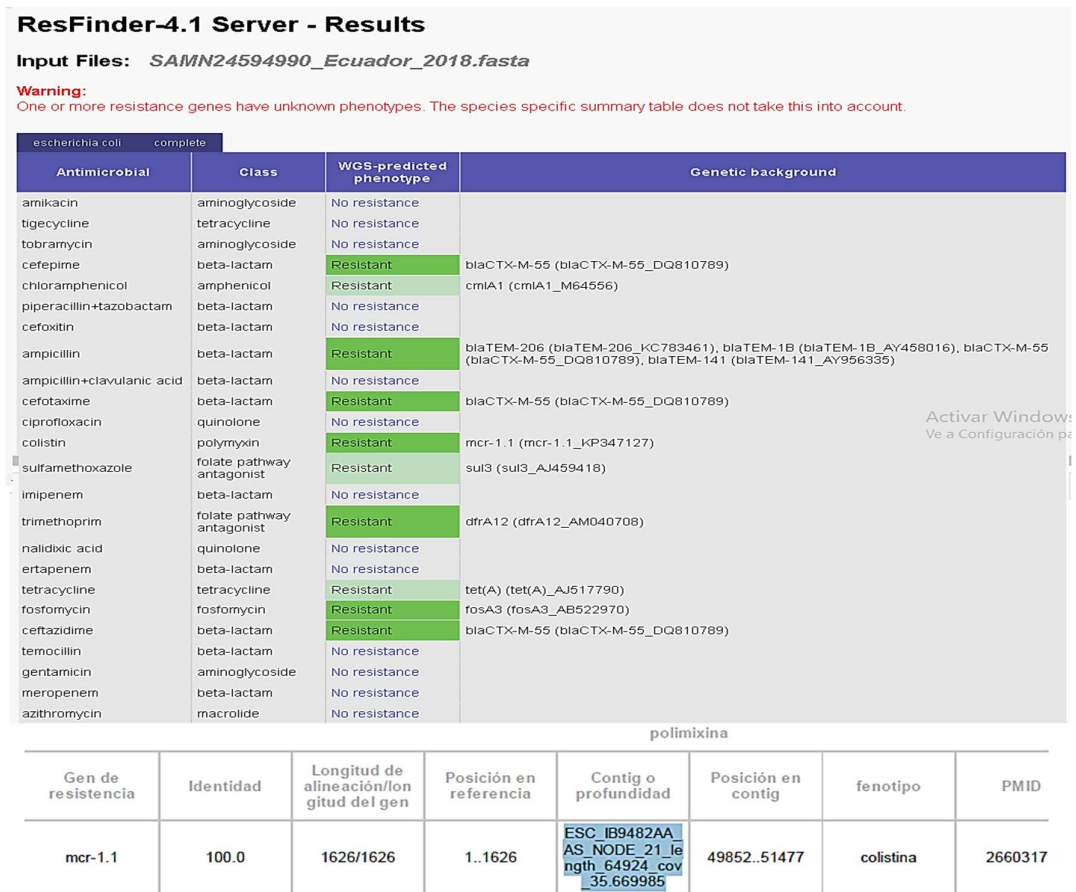 ResFinder-4.1 Server - Results
Input Files: SAMN24594990_Ecuador_2018.fasta
Warning:
One or more resistance genes have unknown phenotypes. The species specific summary table does not take this into account.
escherichia coli complete
Antimicrobial Class WGS-predicted phenotype Genetic background
amikacin aminoglycoside No resistance
tigecycline tetracycline No resistance
tobramycin aminoglycoside No resistance
cefepime beta-lactam Resistant blaCTX-M-55 (blaCTX-M-55_DQ810789)
chloramphenicol amphenicol Resistant cmlA1 (cmlA1_M64556)
piperacillin+tazobactam beta-lactam No resistance
cefoxitin beta-lactam No resistance
ampicillin beta-lactam Resistant blaTEM-206 (blaTEM-206_KC783461), blaTEM-1B (blaTEM-1B_AY458016), blaCTX-M-55
(blaCTX-M-55_DQ810789), blaTEM-141 (blaTEM-141_AY956335)
ampicillin+clavulanic acid beta-lactam No resistance
cefotaxime beta-lactam Resistant blaCTX-M-55 (blaCTX-M-55_DQ810789)
ciprofloxacin quinolone No resistance
colistin polymyxin Resistant mcr-1.1 (mcr-1.1_KP347127)
sulfamethoxazole folate pathway antagonist Resistant sul3 (sul3_AJ459418)
imipenem beta-lactam No resistance
trimethoprim folate pathway antagonist Resistant dfrA12 (dfrA12_AM040708)
nalidixic acid quinolone No resistance
ertapenem beta-lactam No resistance
tetracycline tetracycline Resistant tet(A) (tet(A)_AJ517790)
fosfomycin fosfomycin Resistant fosA3 (fosA3_AB522970)
ceftazidime beta-lactam Resistant blaCTX-M-55 (blaCTX-M-55_DQ810789)
temocillin beta-lactam No resistance
gentamicin aminoglycoside No resistance
meropenem beta-lactam No resistance
azithromycin macrolide No resistance
Activar Windows
Ve a Configuración pa
polimixina
Gen de resistencia Identidad Longitud de alineación/lon gitud del gen Posición en referencia Contig o profundidad Posición en contig fenotipo PMID
mcr-1.1 100.0 1626/1626 1..1626 ESC_IB9482AA_ AS_NODE_21_le ngth_64924_cov _35.669985 49852..51477 colistina 2660317